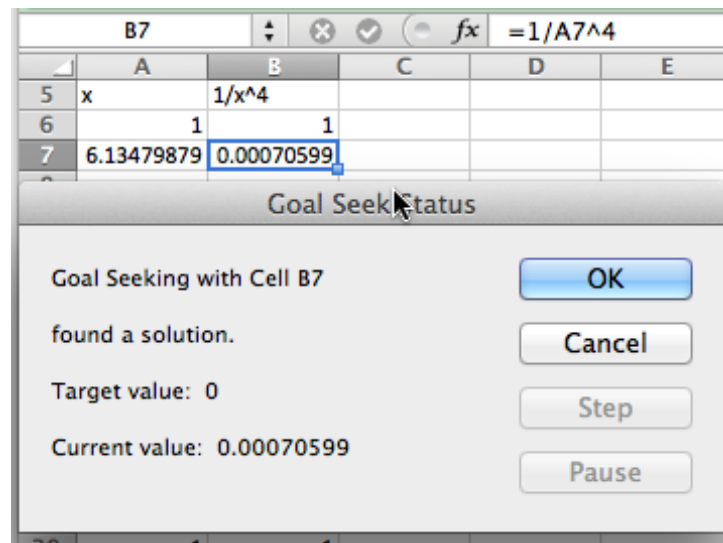 B7 fx =1/A7^4
A B C D E
5 x 1/x^4
6 1 1
7 6.13479879 0.00070599
Goal Seek Status
Goal Seeking with Cell B7 OK
found a solution. Cancel
Target value: 0 Step
Current value: 0.00070599 Pause